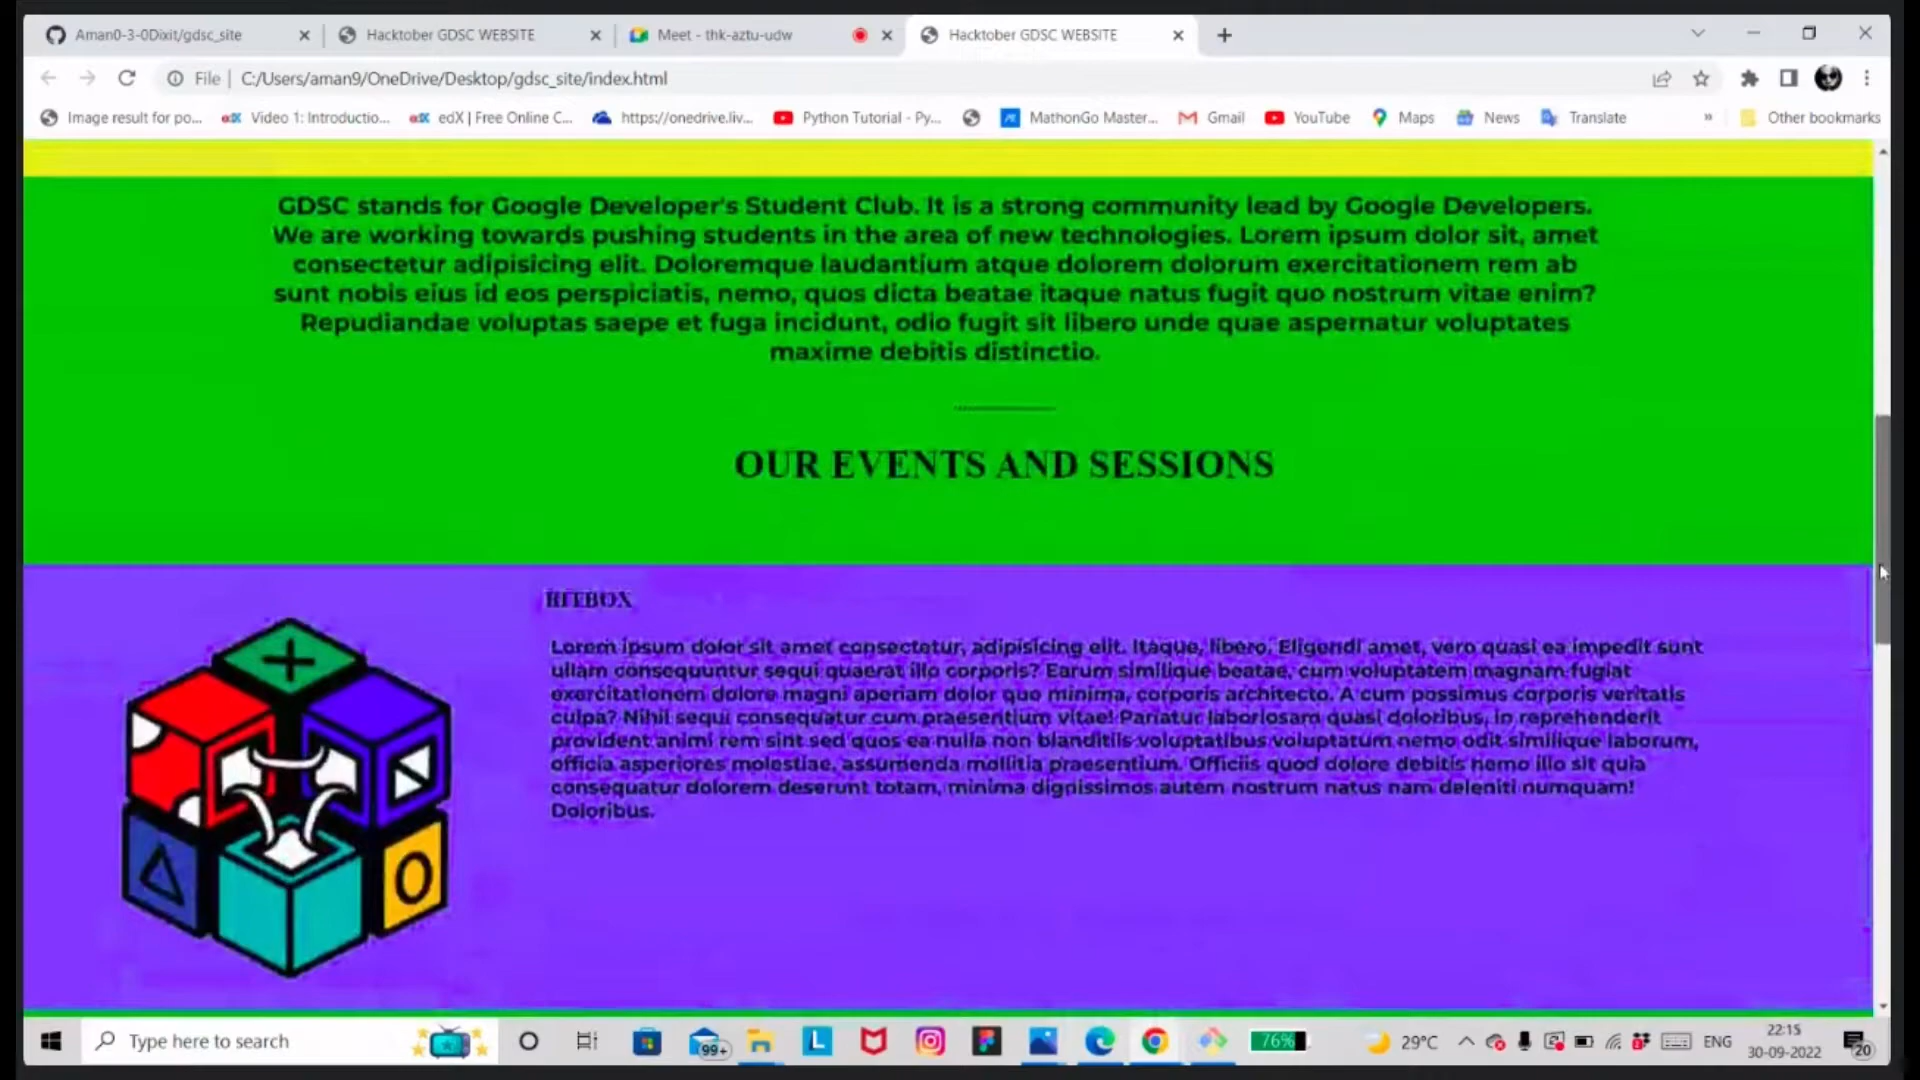 Aman0-3-0Dixit/gdsc_site
Hacktober GDSC WEBSITE
Meet - thk-aztu-udw
Hacktober GDSC WEBSITE
File
C:/Users/aman9/OneDrive/Desktop/gdsc_site/index.html
Image result for po...
Video 1: Introductio...
edX | Free Online C...
https://onedrive.liv...
Python Tutorial - Py...
MathonGo Master...
Gmail
YouTube
Maps
News
Translate
»
Other bookmarks
GDSC stands for Google Developer's Student Club. It is a strong community lead by Google Developers.
We are working towards pushing students in the area of new technologies. Lorem ipsum dolor sit, amet
consectetur adipisicing elit. Doloremque laudantium atque dolorem dolorum exercitationem rem ab
sunt nobis eius id eos perspiciatis, nemo, quos dicta beatae itaque natus fugit quo nostrum vitae enim?
Repudiandae voluptas saepe et fuga incidunt, odio fugit sit libero unde quae aspernatur voluptates
maxime debitis distinctio.
OUR EVENTS AND SESSIONS
Lorem ipsum dolor sit amet consectetur, adipisicing elit. Itaque, libero. Eligendi amet, vero quasi ea impedit sunt
ullam consequuntur sequi quaerat illo corporis? Earum similique beatae, cum voluptatem magnam fugiat
exercitationem dolore magni aperiam dolor quo minima, corporis architecto. A cum possimus corporis veritatis
culpa? Nihil sequi consequatur cum praesentium vitae! Pariatur laboriosam quasi doloribus, in reprehenderit
provident animi rem sint sed quos ea nulla non blanditiis voluptatibus voluptatum nemo odit similique laborum,
officia asperiores molestiae, assumenda mollitia praesentium. Officiis quod dolore debitis nemo illo sit quia
consequatur dolorem deserunt totam, minima dignissimos autem nostrum natus nam deleniti numquam!
Doloribus.
Type here to search
99+
L
76%
29°C
ENG
22:15
30-09-2022
20